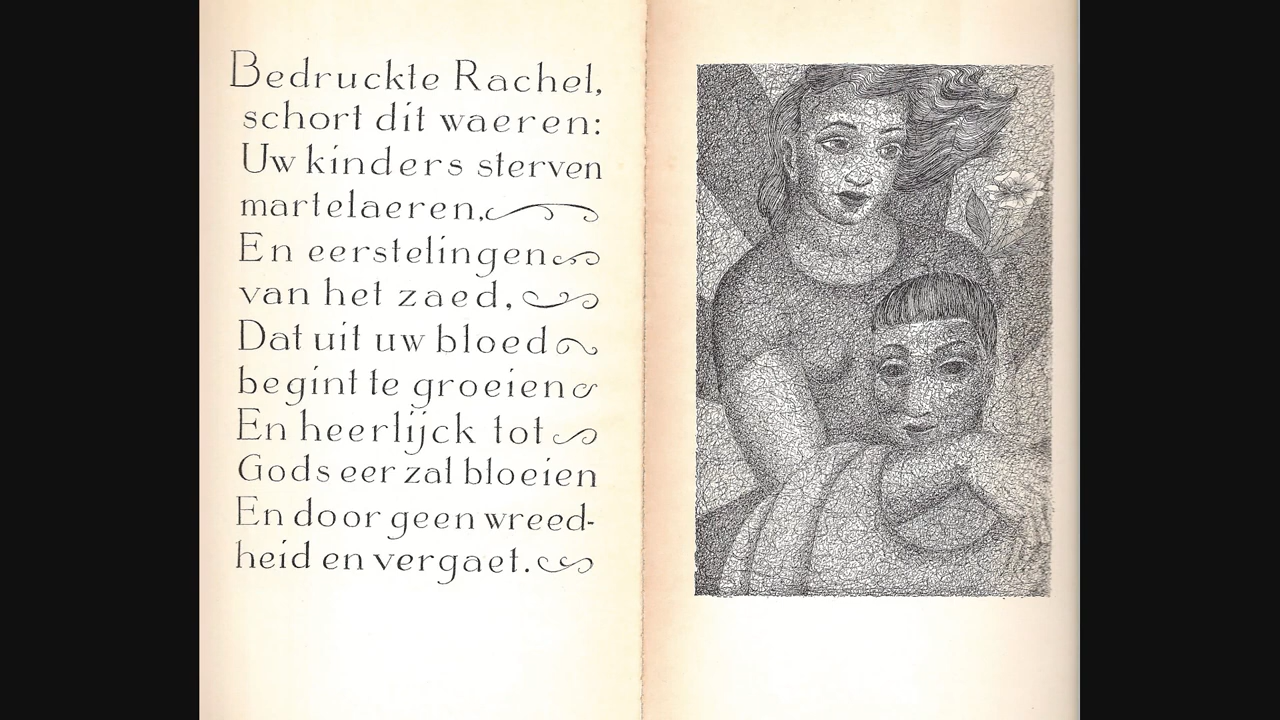 Bedruckte Rachel,
schort dit waeren:
Uw kinders sterven
martelaeren,
En eerstelingen
van het zaed,
Dat uit uw bloed
begint te groeien
En heerlijck tot
Gods eer zal bloeien
En door geen wreed-
heid en vergaet.